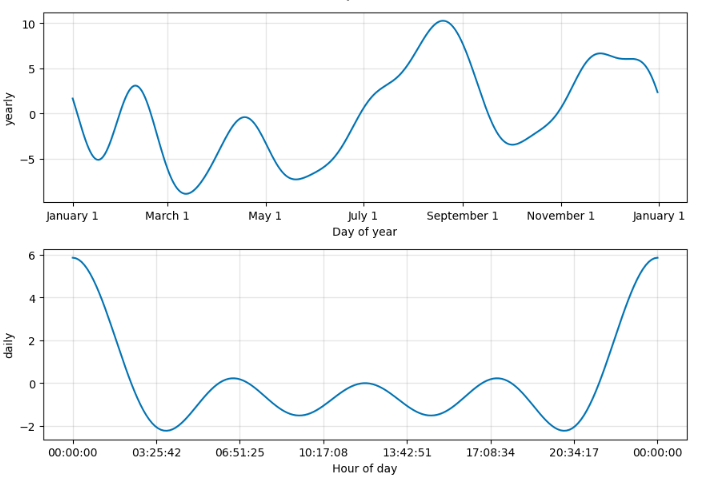 10
5
0
−5
yearly
January 1 March 1 May 1 July 1 September 1 November 1 January 1
Day of year
6
4
2
0
−2
daily
00:00:00 03:25:42 06:51:25 10:17:08 13:42:51 17:08:34 20:34:17 00:00:00
Hour of day